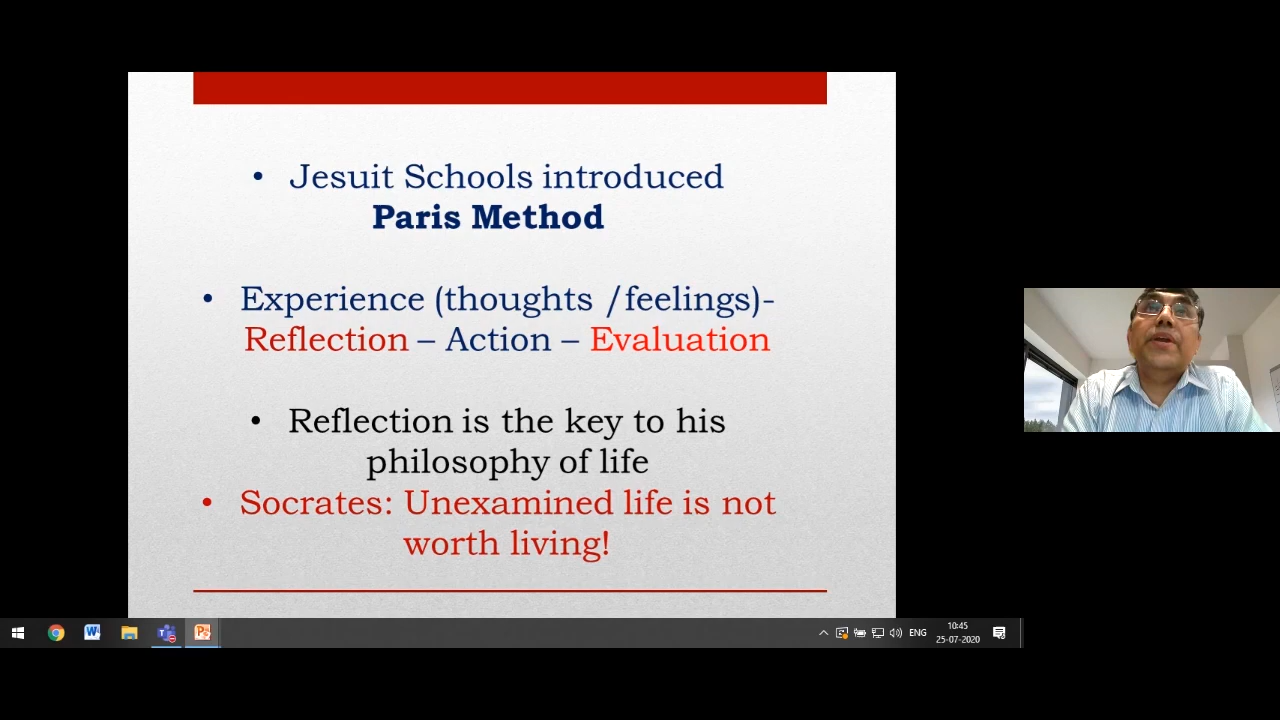 • Jesuit Schools introduced
Paris Method
• Experience (thoughts /feelings)-
Reflection – Action – Evaluation
• Reflection is the key to his
philosophy of life
• Socrates: Unexamined life is not
worth living!
ENG
10:45
25-07-2020